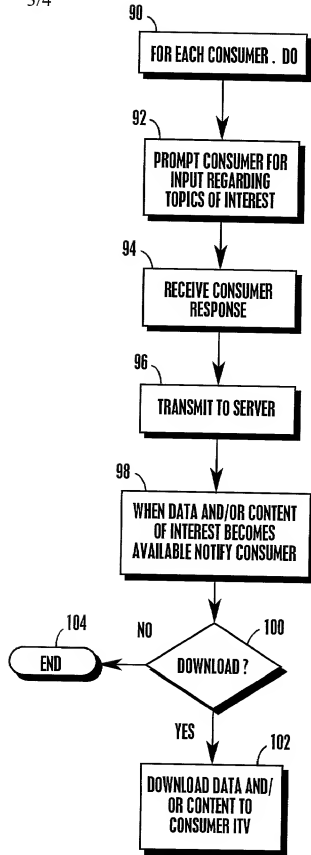 3/4
90
FOR EACH CONSUMER . DO
92
PROMPT CONSUMER FOR
INPUT REGARDING
TOPICS OF INTEREST
94
RECEIVE CONSUMER
RESPONSE
96
TRANSMIT TO SERVER
98
WHEN DATA AND/OR CONTENT
OF INTEREST BECOMES
AVAILABLE NOTIFY CONSUMER
104
NO
100
END
DOWNLOAD ?
YES
102
DOWNLOAD DATA AND/
OR CONTENT TO
CONSUMER ITV